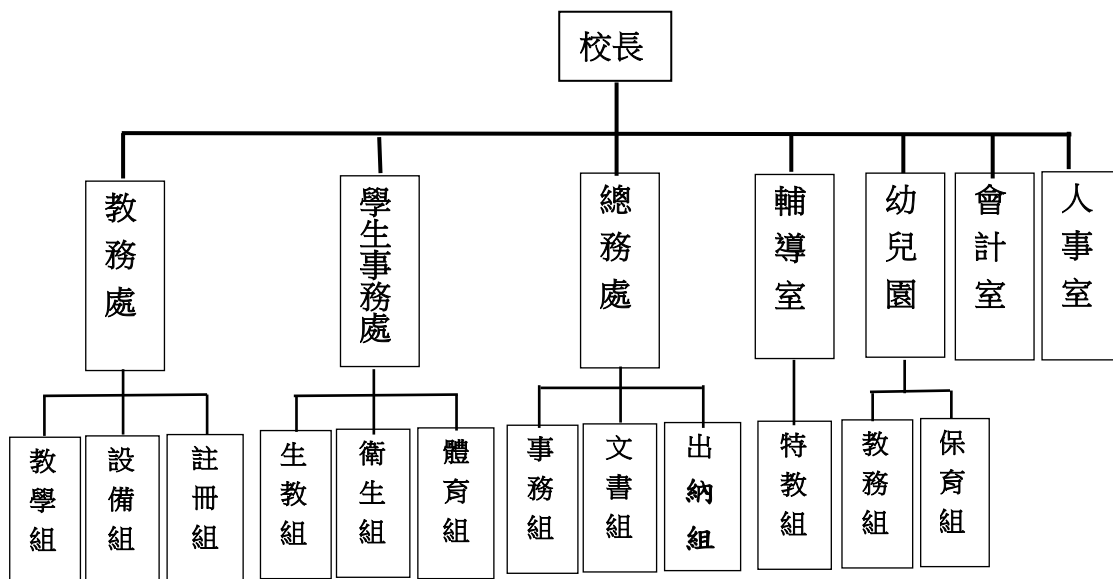 校長
教務處
學生事務處
總務處
輔導室
幼兒園
會計室
人事室
教學組
設備組
註冊組
生教組
衛生組
體育組
事務組
文書組
出納組
特教組
教務組
保育組